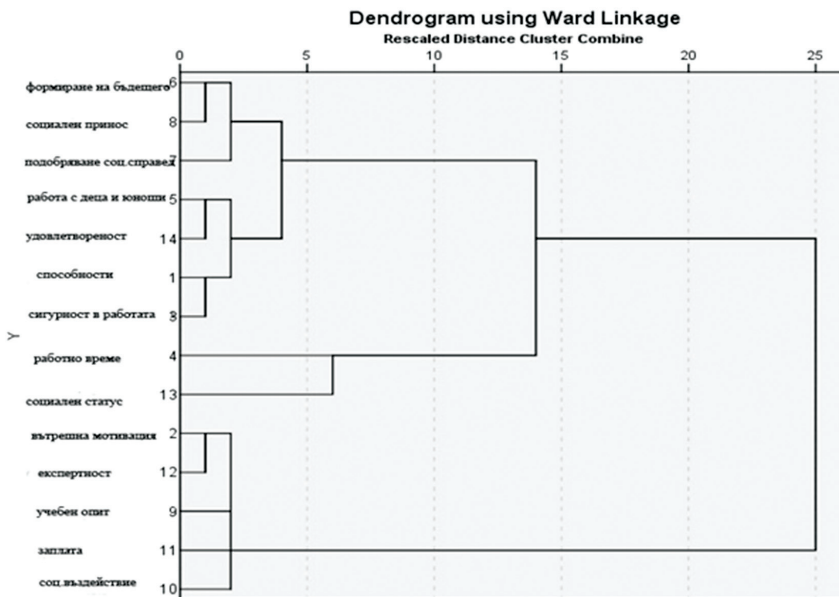 Dendrogram using Ward Linkage
Rescaled Distance Cluster Combine
0 5 10 15 20 25
формиране на бъдещето 6
социален принос 8
подобряване соц.справед 7
работа с деца и юноши 5
удовлетвореност 14
способности 1
сигурност в работата 3
Y
работно време 4
социален статус 13
вътрешна мотивация 2
експертност 12
учебен опит 9
заплата 11
соц.въздействие 10